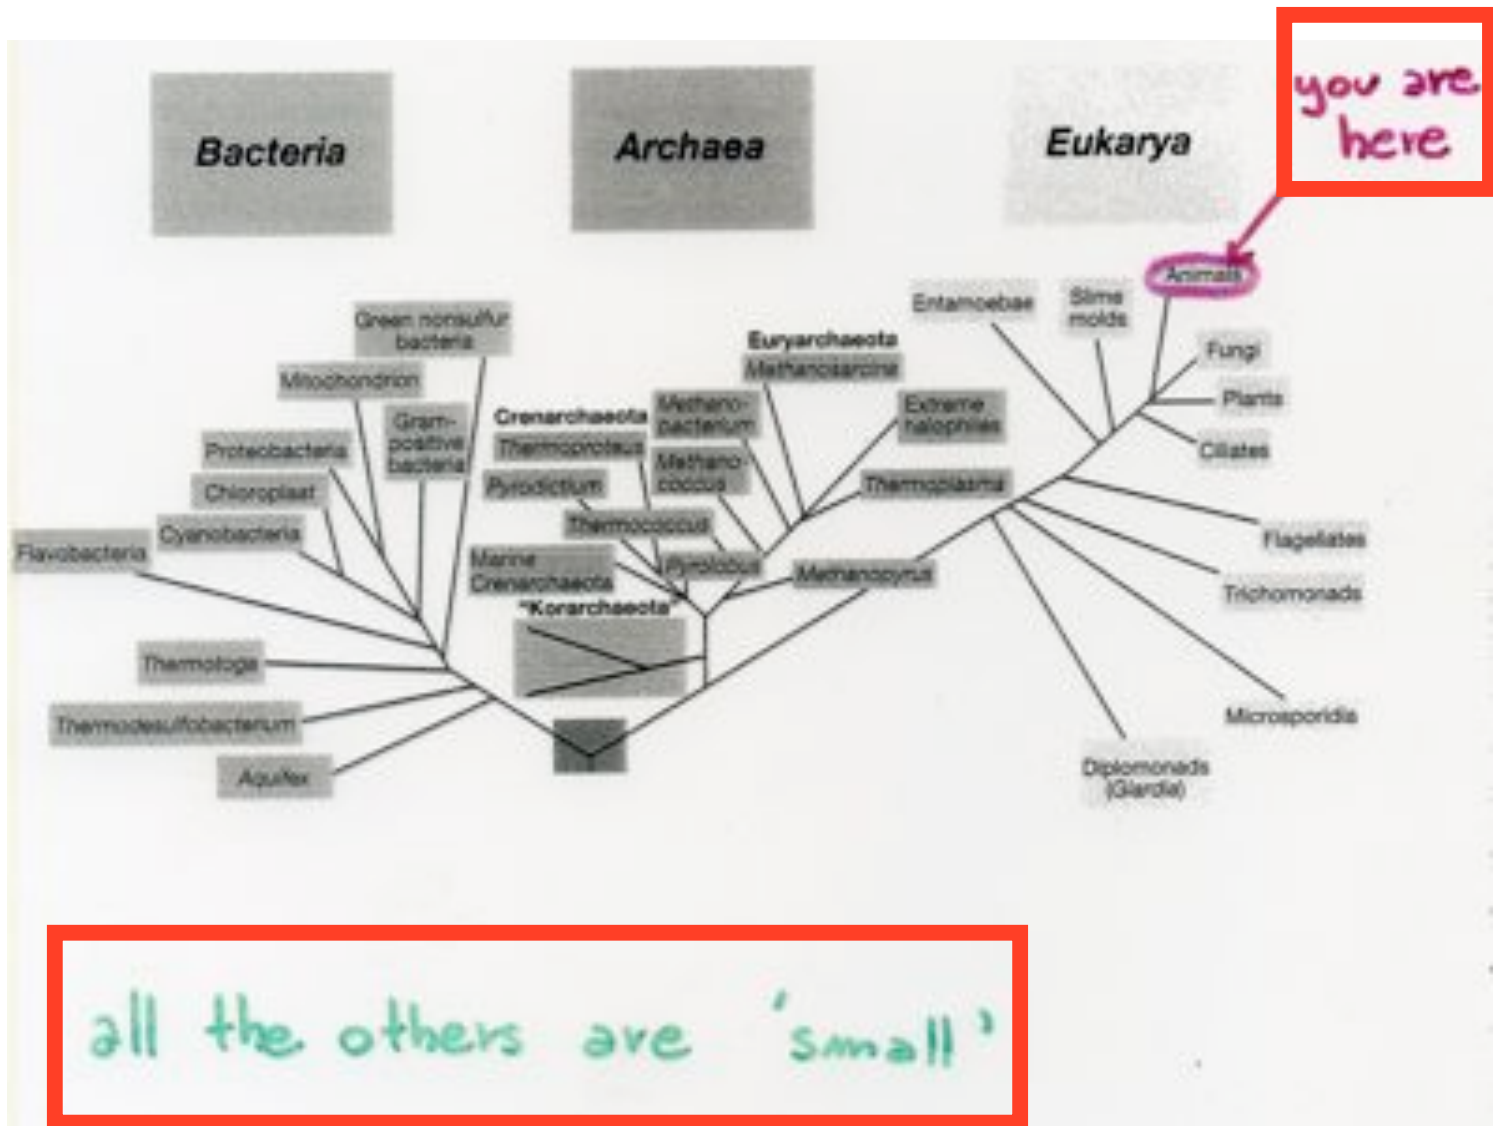 you are
here
Bacteria
Archaea
Eukarya
Animals
Entamoebae
Slime
molds
Green nonsulfur
bacteria
Euryarchaeota
Methanosarcina
Fungi
Mitochondrion
Plants
Gram-
positive
bacteria
Crenarchaeota
Thermoproteus
Methano-
bacterium
Extreme
halophiles
Proteobacteria
Ciliates
Methano-
coccus
Chloroplast
Pyrodictium
Thermoplasma
Cyanobacteria
Thermococcus
Flavobacteria
Flagellates
Marine
Crenarchaeota
Pyrolobus
Methanopyrus
Trichomonads
"Korarchaeota"
Thermotoga
Thermodesulfobacterium
Microsporidia
Aquifex
Diplomonads
(Giardia)
all the others are 'small'